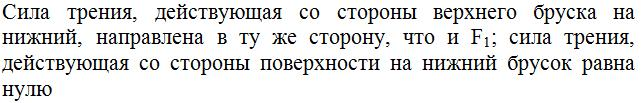 Сила трения, действующая со стороны верхнего бруска на
нижний, направлена в ту же сторону, что и F₁; сила трения,
действующая со стороны поверхности на нижний брусок равна
нулю